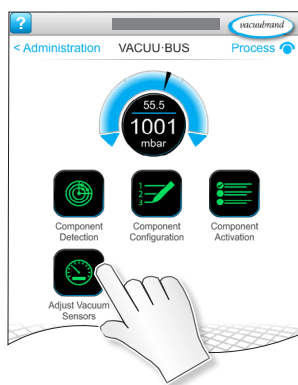 ?
vacuubrand
< Administration VACUU·BUS Process
55.5
1001
mbar
1
2
3
Component
Detection
Component
Configuration
Component
Activation
Adjust Vacuum
Sensors